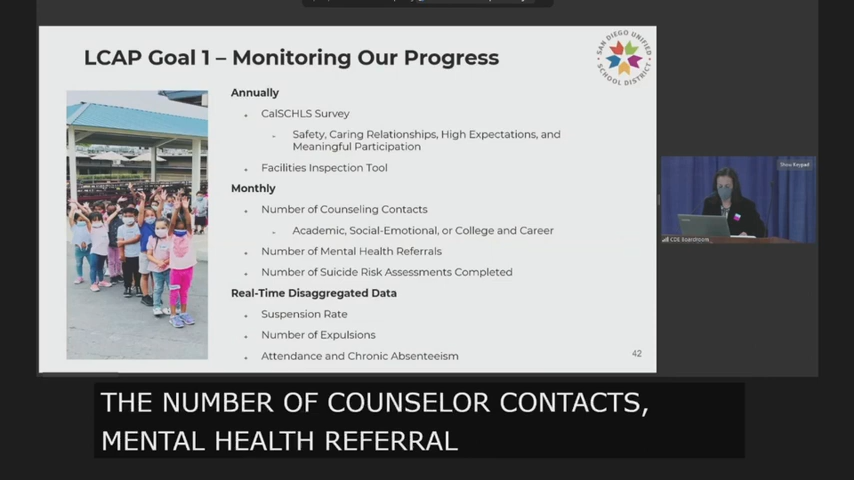 LCAP Goal 1 – Monitoring Our Progress
SAN DIEGO UNIFIED
SCHOOL DISTRICT
Annually
CalSCHLS Survey
Safety, Caring Relationships, High Expectations, and
Meaningful Participation
Facilities Inspection Tool
Monthly
Number of Counseling Contacts
Academic, Social-Emotional, or College and Career
Number of Mental Health Referrals
Number of Suicide Risk Assessments Completed
Real-Time Disaggregated Data
Suspension Rate
Number of Expulsions
Attendance and Chronic Absenteeism
42
Show Keypad
CDE Boardroom
THE NUMBER OF COUNSELOR CONTACTS,
MENTAL HEALTH REFERRAL